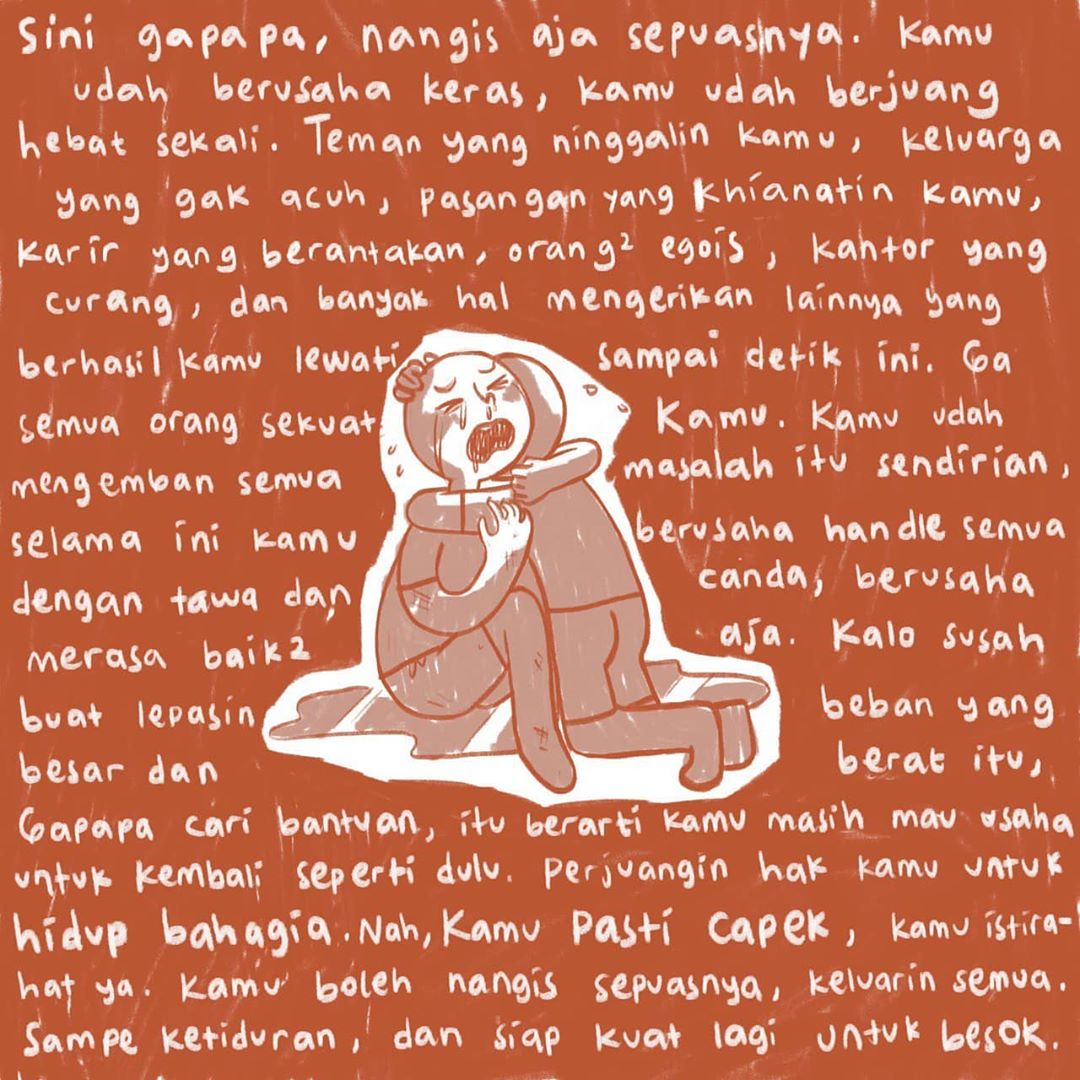 Sini gapapa, nangis aja sepuasnya. Kamu
udah berusaha keras, kamu udah berjuang
hebat sekali. Teman yang ninggalin kamu, keluarga
yang gak acuh, pasangan yang khianatin kamu,
Karir yang berantakan, orang² egois, kantor yang
curang, dan banyak hal mengerikan lainnya yang
berhasil kamu lewati sampai detik ini. Ga
semua orang sekuat kamu. Kamu udah
mengemban semua masalah itu sendirian,
selama ini kamu berusaha handle semua
dengan tawa dan canda, berusaha
merasa baik2 aja. Kalo susah
buat lepasin beban yang
besar dan berat itu,
Gapapa cari bantuan, itu berarti kamu masih mau usaha
untuk kembali seperti dulu. Perjuangin hak kamu untuk
hidup bahagia. Nah, Kamu pasti capek, kamu istira-
hat ya. Kamu boleh nangis sepuasnya, keluarin semua.
Sampe ketiduran, dan siap kuat lagi untuk besok.